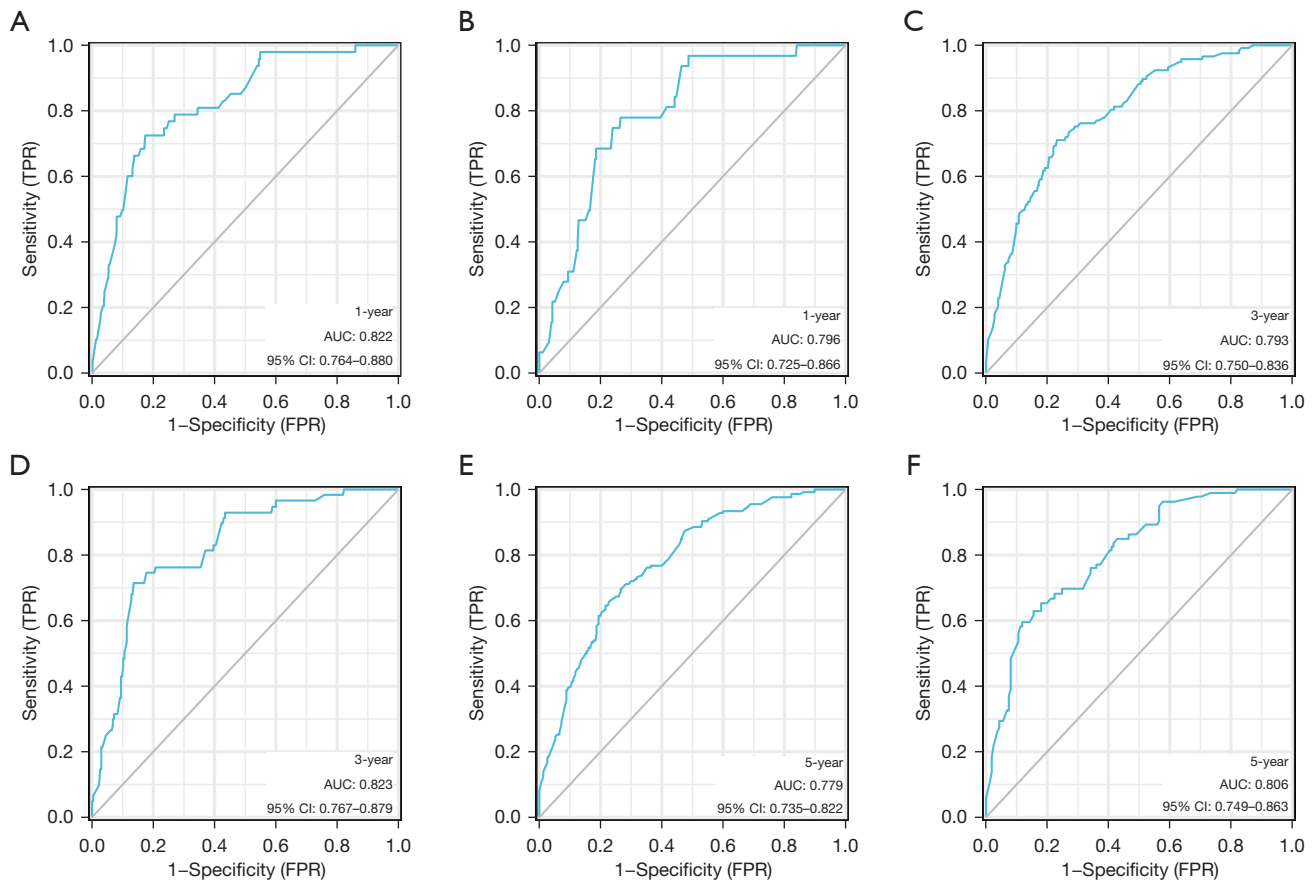 A
1.0
0.8
0.6
0.4
0.2
0.0
Sensitivity (TPR)
1-year
AUC: 0.822
95% CI: 0.764–0.880
0.0 0.2 0.4 0.6 0.8 1.0
1–Specificity (FPR)
B
1.0
0.8
0.6
0.4
0.2
0.0
Sensitivity (TPR)
1-year
AUC: 0.796
95% CI: 0.725–0.866
0.0 0.2 0.4 0.6 0.8 1.0
1–Specificity (FPR)
C
1.0
0.8
0.6
0.4
0.2
0.0
Sensitivity (TPR)
3-year
AUC: 0.793
95% CI: 0.750–0.836
0.0 0.2 0.4 0.6 0.8 1.0
1–Specificity (FPR)
D
1.0
0.8
0.6
0.4
0.2
0.0
Sensitivity (TPR)
3-year
AUC: 0.823
95% CI: 0.767–0.879
0.0 0.2 0.4 0.6 0.8 1.0
1–Specificity (FPR)
E
1.0
0.8
0.6
0.4
0.2
0.0
Sensitivity (TPR)
5-year
AUC: 0.779
95% CI: 0.735–0.822
0.0 0.2 0.4 0.6 0.8 1.0
1–Specificity (FPR)
F
1.0
0.8
0.6
0.4
0.2
0.0
Sensitivity (TPR)
5-year
AUC: 0.806
95% CI: 0.749–0.863
0.0 0.2 0.4 0.6 0.8 1.0
1–Specificity (FPR)